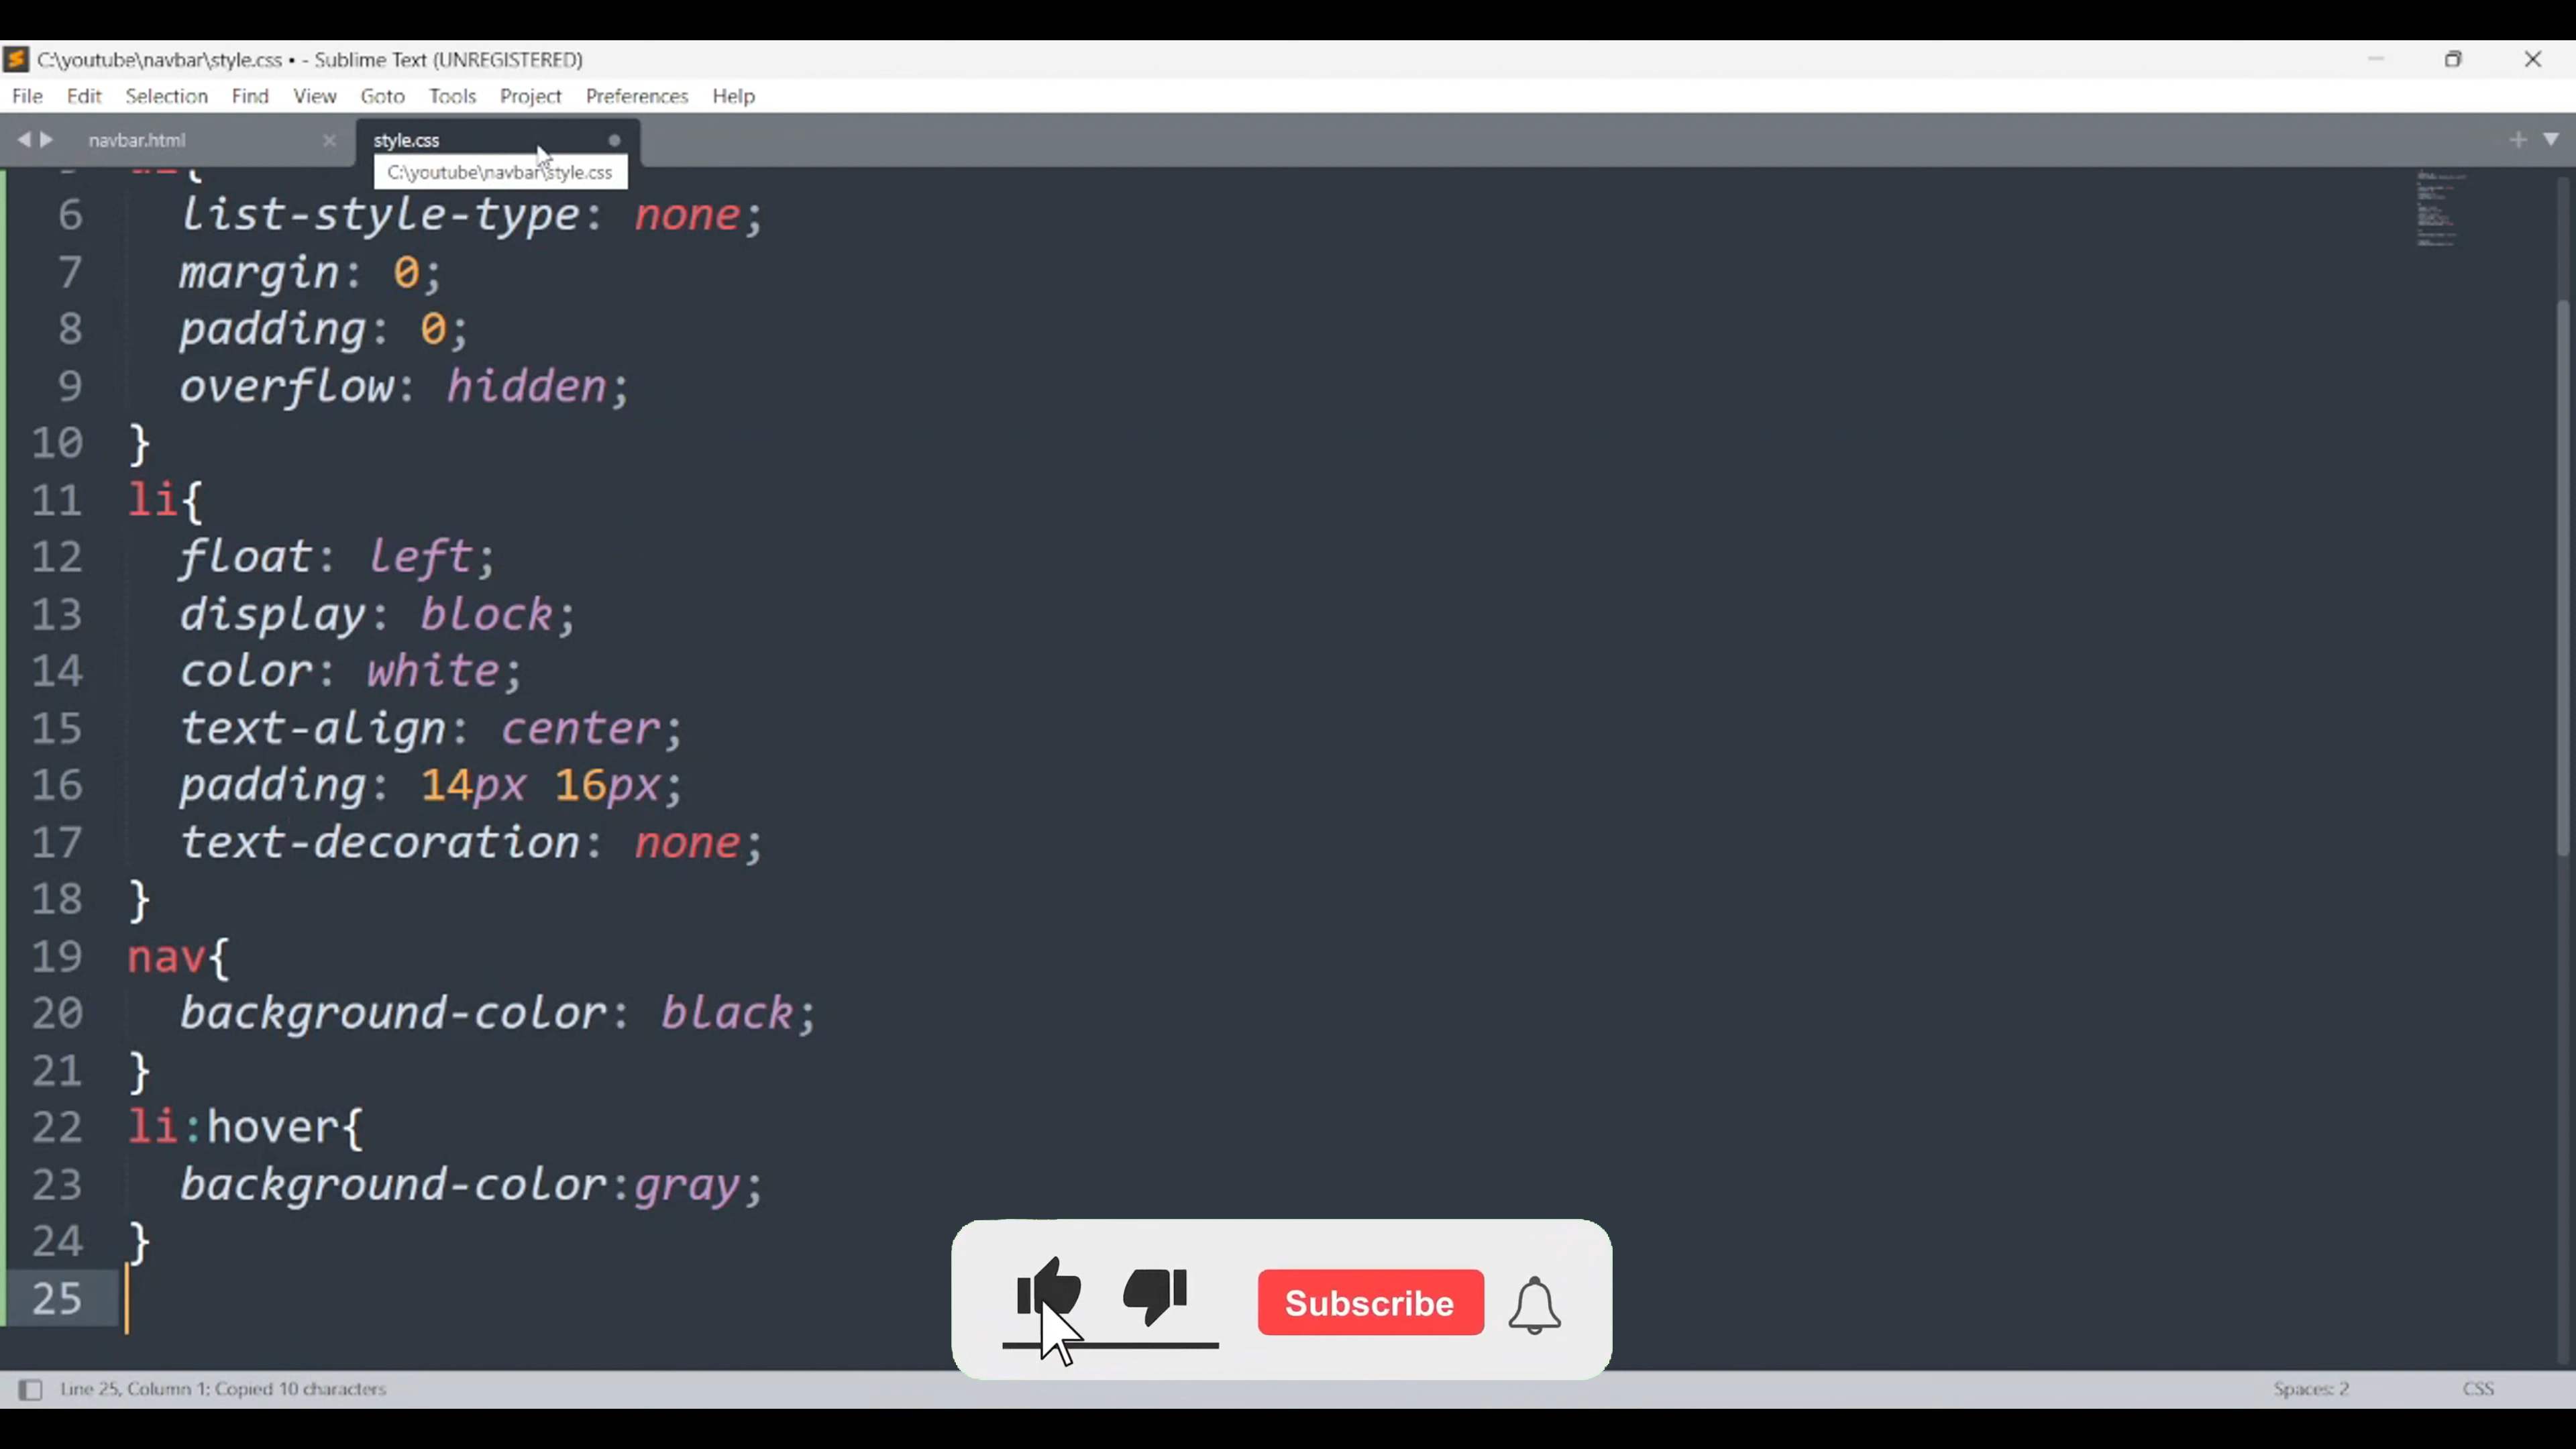 C:\youtube\navbar\style.css • - Sublime Text (UNREGISTERED)
File Edit Selection Find View Goto Tools Project Preferences Help
navbar.html style.css
C:\youtube\navbar\style.css
6 list-style-type: none;
7 margin: 0;
8 padding: 0;
9 overflow: hidden;
10 }
11 li{
12 float: left;
13 display: block;
14 color: white;
15 text-align: center;
16 padding: 14px 16px;
17 text-decoration: none;
18 }
19 nav{
20 background-color: black;
21 }
22 li:hover{
23 background-color:gray;
24 }
25
Subscribe
Line 25, Column 1; Copied 10 characters Spaces: 2 CSS